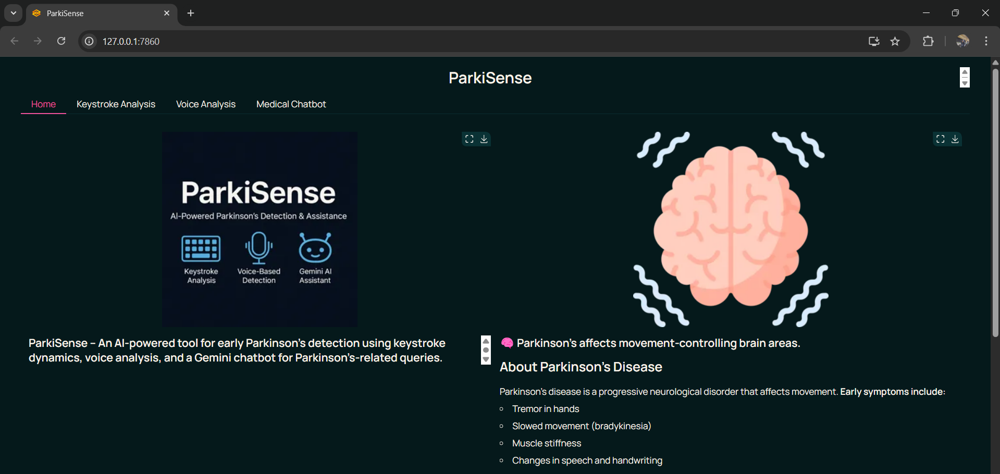 ParkiSense
127.0.0.1:7860
ParkiSense
Home Keystroke Analysis Voice Analysis Medical Chatbot
ParkiSense
AI-Powered Parkinson's Detection & Assistance
Keystroke Analysis
Voice-Based Detection
Gemini AI Assistant
ParkiSense – An AI-powered tool for early Parkinson's detection using keystroke
dynamics, voice analysis, and a Gemini chatbot for Parkinson's-related queries.
🧠 Parkinson's affects movement-controlling brain areas.
About Parkinson's Disease
Parkinson's disease is a progressive neurological disorder that affects movement. Early symptoms include:
Tremor in hands
Slowed movement (bradykinesia)
Muscle stiffness
Changes in speech and handwriting